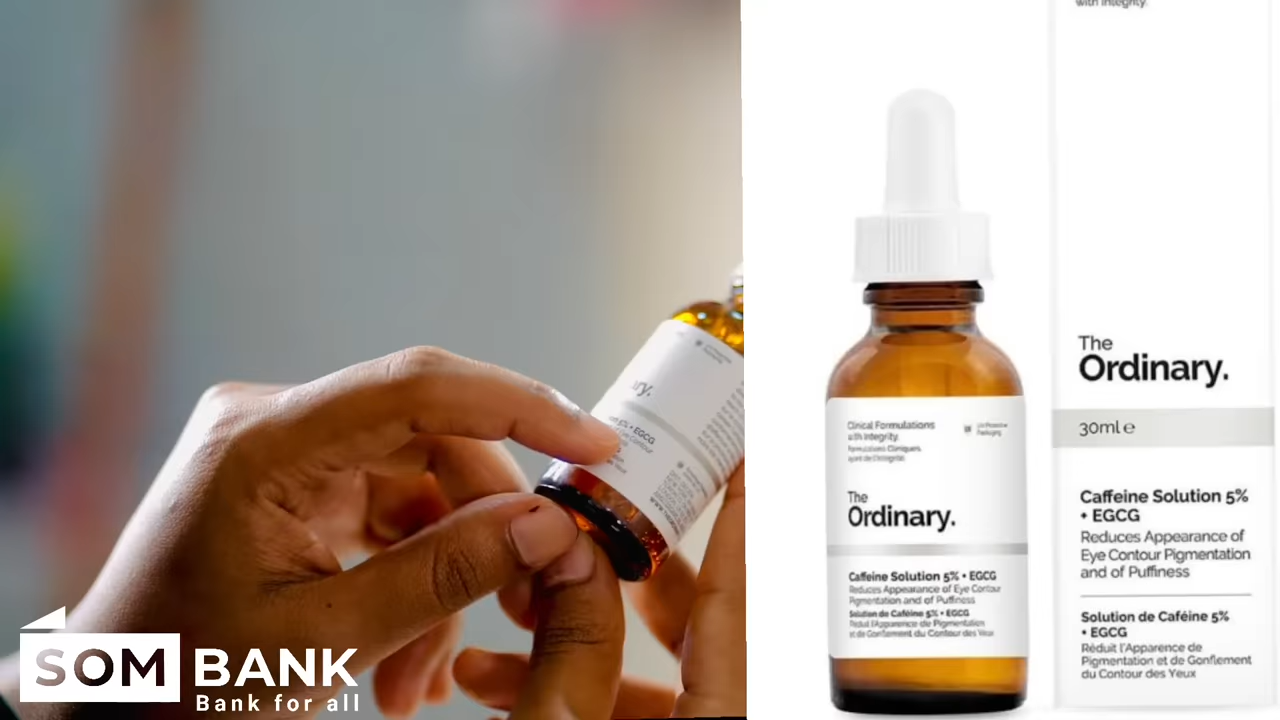 ry.
5% + EGCG
SOM BANK
Bank for all
Clinical Formulations
with Integrity.
Formulations Cliniques
ayant de l'Intégrité.
The
Ordinary.
Caffeine Solution 5% + EGCG
Reduces Appearance of Eye Contour
Pigmentation and of Puffiness
Solution de Caféine 5% + EGCG
Réduit l'Apparence de Pigmentation
et de Gonflement du Contour des Yeux
with Integrity.
The
Ordinary.
30ml e
Caffeine Solution 5%
+ EGCG
Reduces Appearance of
Eye Contour Pigmentation
and of Puffiness
Solution de Caféine 5%
+ EGCG
Réduit l'Apparence de
Pigmentation et de Gonflement
du Contour des Yeux